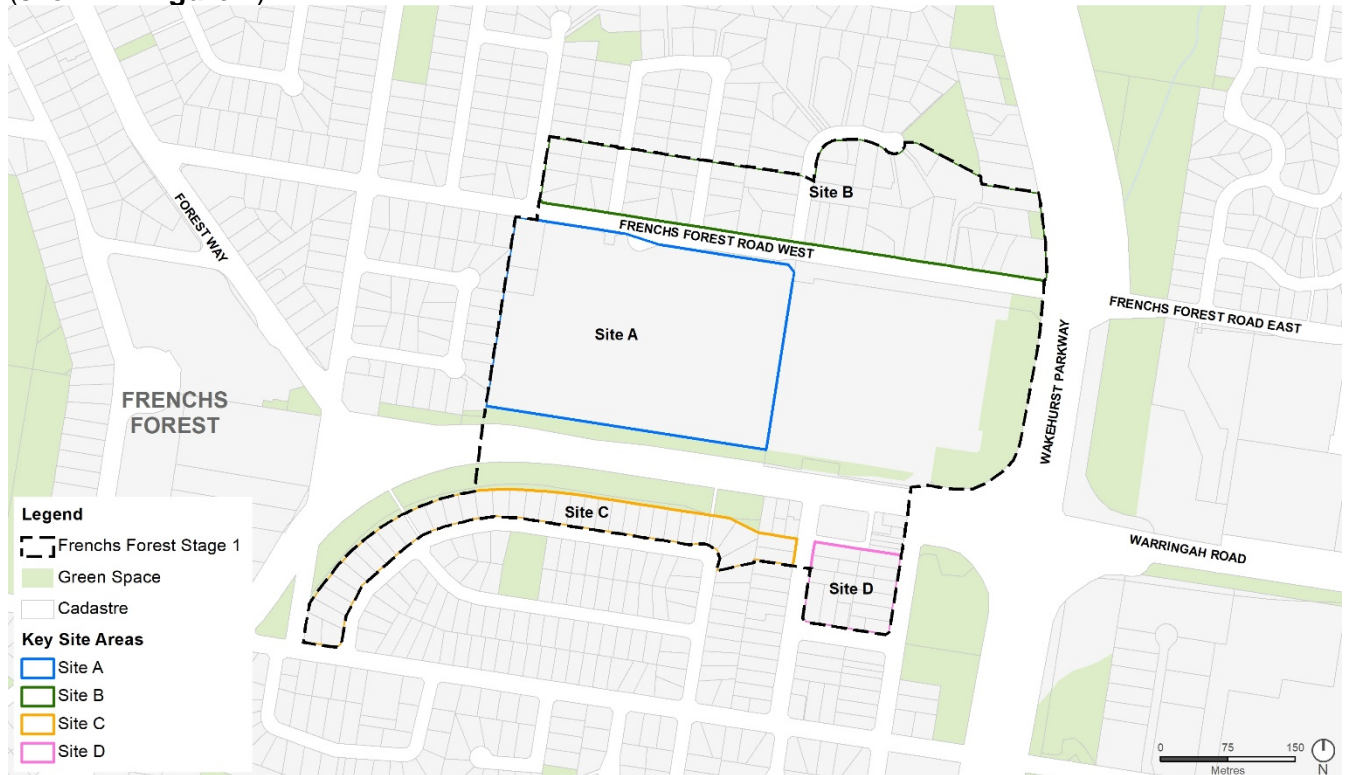 Site B
FRENCHS FOREST ROAD WEST
FOREST WAY
Site A
FRENCHS FOREST ROAD EAST
WAKEHURST PARKWAY
FRENCHS
FOREST
Site C
WARRINGAH ROAD
Site D
Legend
Frenchs Forest Stage 1
Green Space
Cadastre
Key Site Areas
Site A
Site B
Site C
Site D
0 75 150
Metres
N